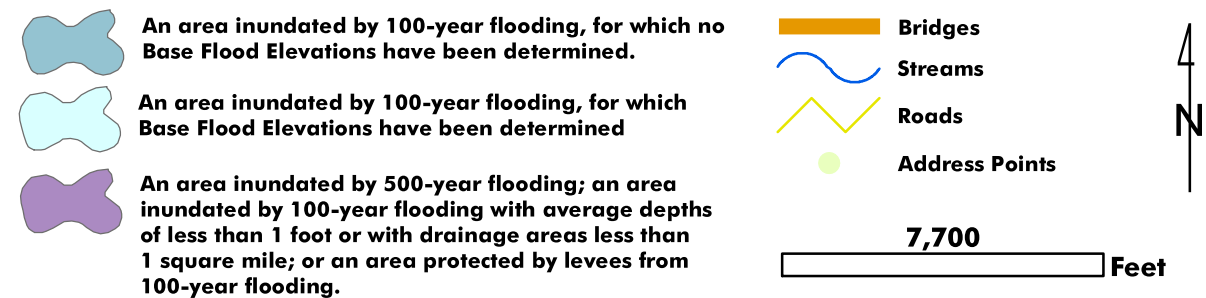 An area inundated by 100-year flooding, for which no
Base Flood Elevations have been determined.
An area inundated by 100-year flooding, for which
Base Flood Elevations have been determined
An area inundated by 500-year flooding; an area
inundated by 100-year flooding with average depths
of less than 1 foot or with drainage areas less than
1 square mile; or an area protected by levees from
100-year flooding.
Bridges
Streams
Roads
Address Points
N
7,700
Feet